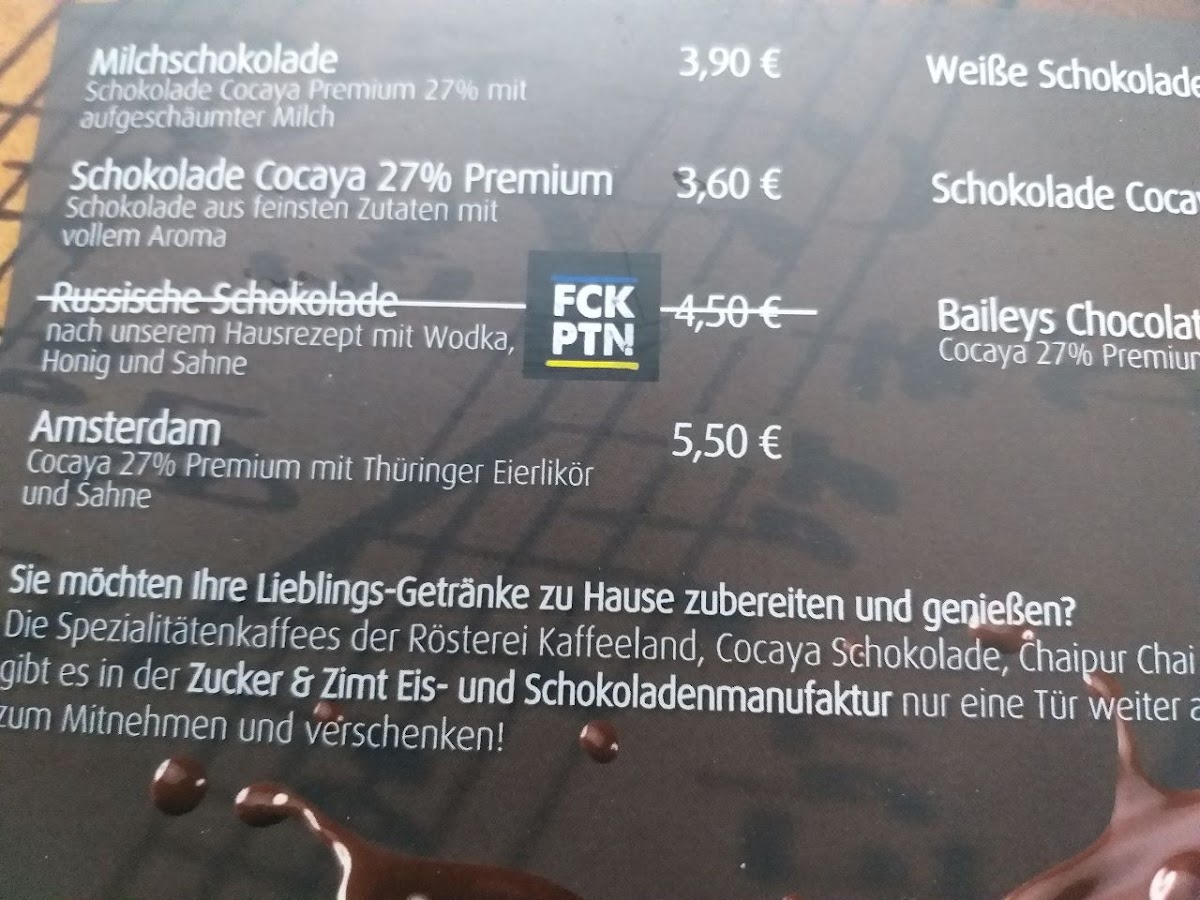 Milchschokolade 3,90 €
Schokolade Cocaya Premium 27% mit
aufgeschäumter Milch
Schokolade Cocaya 27% Premium 3,60 €
Schokolade aus feinsten Zutaten mit
vollem Aroma
Russische Schokolade 4,50 €
nach unserem Hausrezept mit Wodka,
Honig und Sahne
FCK
PTN!
Amsterdam 5,50 €
Cocaya 27% Premium mit Thüringer Eierlikör
und Sahne
Weiße Schokolade
Schokolade
Baileys
Cocaya 27%
Sie möchten Ihre Lieblings-Getränke zu Hause zubereiten und genießen?
Die Spezialitätenkaffees der Rösterei Kaffeeland, Cocaya Schokolade, Chaipur Chai
gibt es in der Zucker & Zimt Eis- und Schokoladenmanufaktur nur eine Tür weiter
zum Mitnehmen und verschenken!